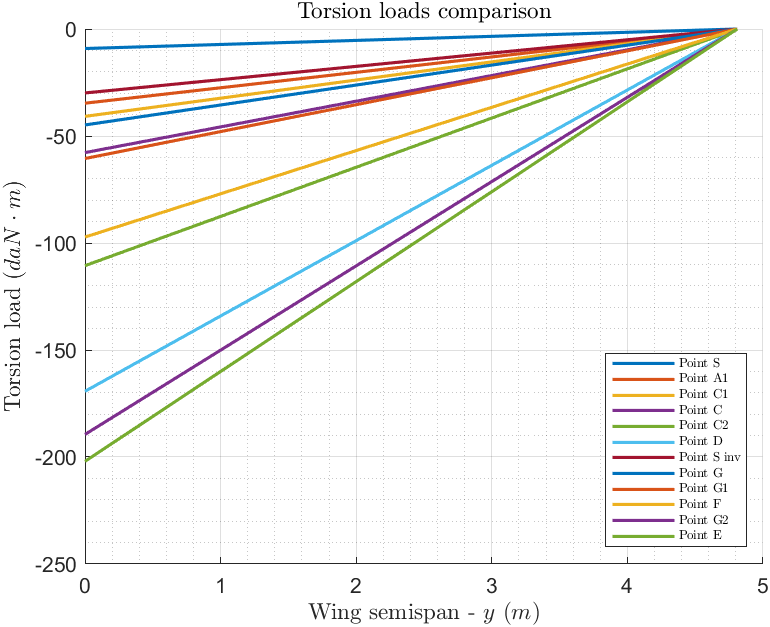 Torsion loads comparison
Torsion load (daN · m)
0
-50
-100
-150
-200
-250
0 1 2 3 4 5
Wing semispan - y (m)
Point S
Point A1
Point C1
Point C
Point C2
Point D
Point S inv
Point G
Point G1
Point F
Point G2
Point E